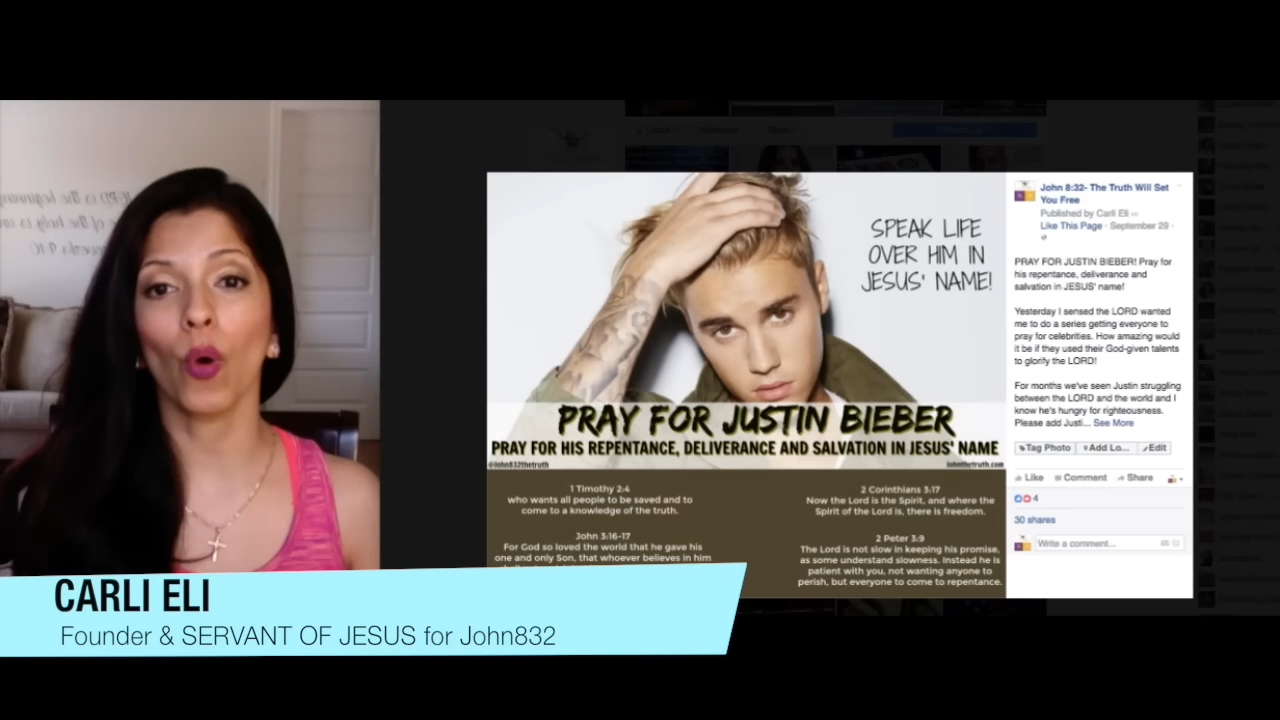 SPEAK LIFE
OVER HIM IN
JESUS' NAME!
PRAY FOR JUSTIN BIEBER
PRAY FOR HIS REPENTANCE, DELIVERANCE AND SALVATION IN JESUS' NAME
@john832thetruth
johnthetruth.com
1 Timothy 2:4
who wants all people to be saved and to
come to a knowledge of the truth.
John 3:16-17
For God so loved the world that he gave his
one and only Son, that whoever believes in him
2 Corinthians 3:17
Now the Lord is the Spirit, and where the
Spirit of the Lord is, there is freedom.
2 Peter 3:9
The Lord is not slow in keeping his promise,
as some understand slowness. Instead he is
patient with you, not wanting anyone to
perish, but everyone to come to repentance.
John 8:32- The Truth Will Set
You Free
Published by Carli Eli
Like This Page · September 29 ·
PRAY FOR JUSTIN BIEBER! Pray for
his repentance, deliverance and
salvation in JESUS' name!
Yesterday I sensed the LORD wanted
me to do a series getting everyone to
pray for celebrities. How amazing would
it be if they used their God-given talents
to glorify the LORD!
For months we've seen Justin struggling
between the LORD and the world and I
know he's hungry for righteousness.
Please add Justi... See More
Tag Photo Add Lo... Edit
Like Comment Share
4
30 shares
Write a comment...
CARLI ELI
Founder & SERVANT OF JESUS for John832